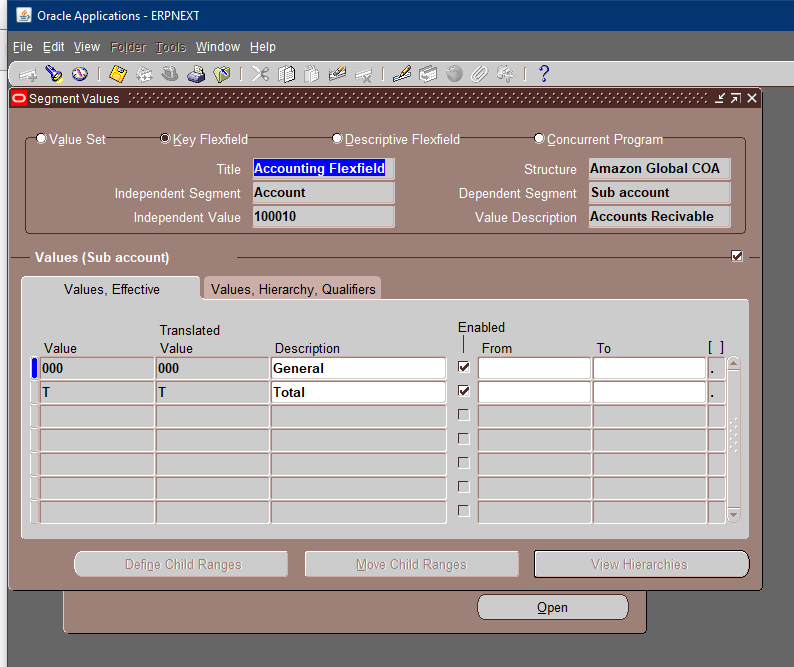 Oracle Applications - ERPNEXT
File Edit View Folder Tools Window Help
?
Segment Values
Value Set Key Flexfield Descriptive Flexfield Concurrent Program
Title Accounting Flexfield Structure Amazon Global COA
Independent Segment Account Dependent Segment Sub account
Independent Value 100010 Value Description Accounts Recivable
Values (Sub account)
Values, Effective Values, Hierarchy, Qualifiers
Translated Enabled
Value Value Description From To [ ]
000 000 General .
T T Total .
Define Child Ranges Move Child Ranges View Hierarchies
Open